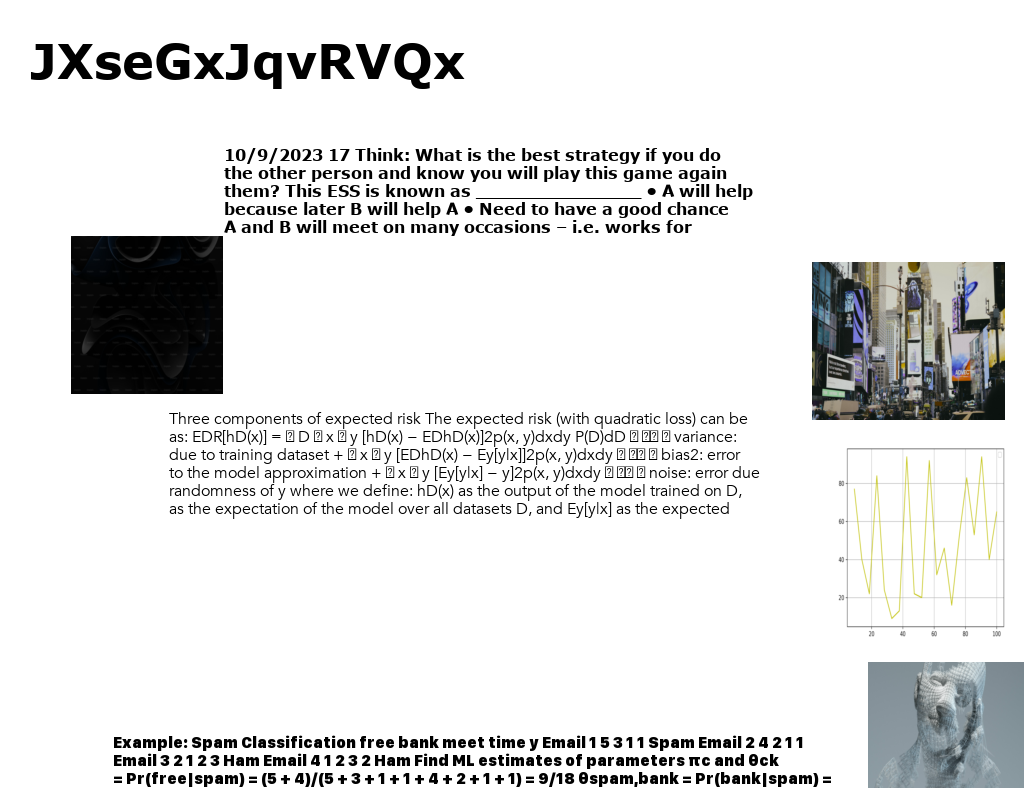 JXseGxJqvRVQx
10/9/2023 17 Think: What is the best strategy if you do
the other person and know you will play this game again
them? This ESS is known as ___________________ • A will help
because later B will help A • Need to have a good chance
A and B will meet on many occasions – i.e. works for
Three components of expected risk The expected risk (with quadratic loss) can be
as: EDR[hD(x)] = D x y [hD(x) − EDhD(x)]2p(x, y)dxdy P(D)dD variance:
due to training dataset + x y [EDhD(x) − Ey[y|x]]2p(x, y)dxdy bias2: error
to the model approximation + x y [Ey[y|x] − y]2p(x, y)dxdy noise: error due
randomness of y where we define: hD(x) as the output of the model trained on D,
as the expectation of the model over all datasets D, and Ey[y|x] as the expected
80
60
40
20
20 40 60 80 100
Example: Spam Classification free bank meet time y Email 1 5 3 1 1 Spam Email 2 4 2 1 1
Email 3 2 1 2 3 Ham Email 4 1 2 3 2 Ham Find ML estimates of parameters πc and θck
= Pr(free|spam) = (5 + 4)/(5 + 3 + 1 + 1 + 4 + 2 + 1 + 1) = 9/18 θspam,bank = Pr(bank|spam) =